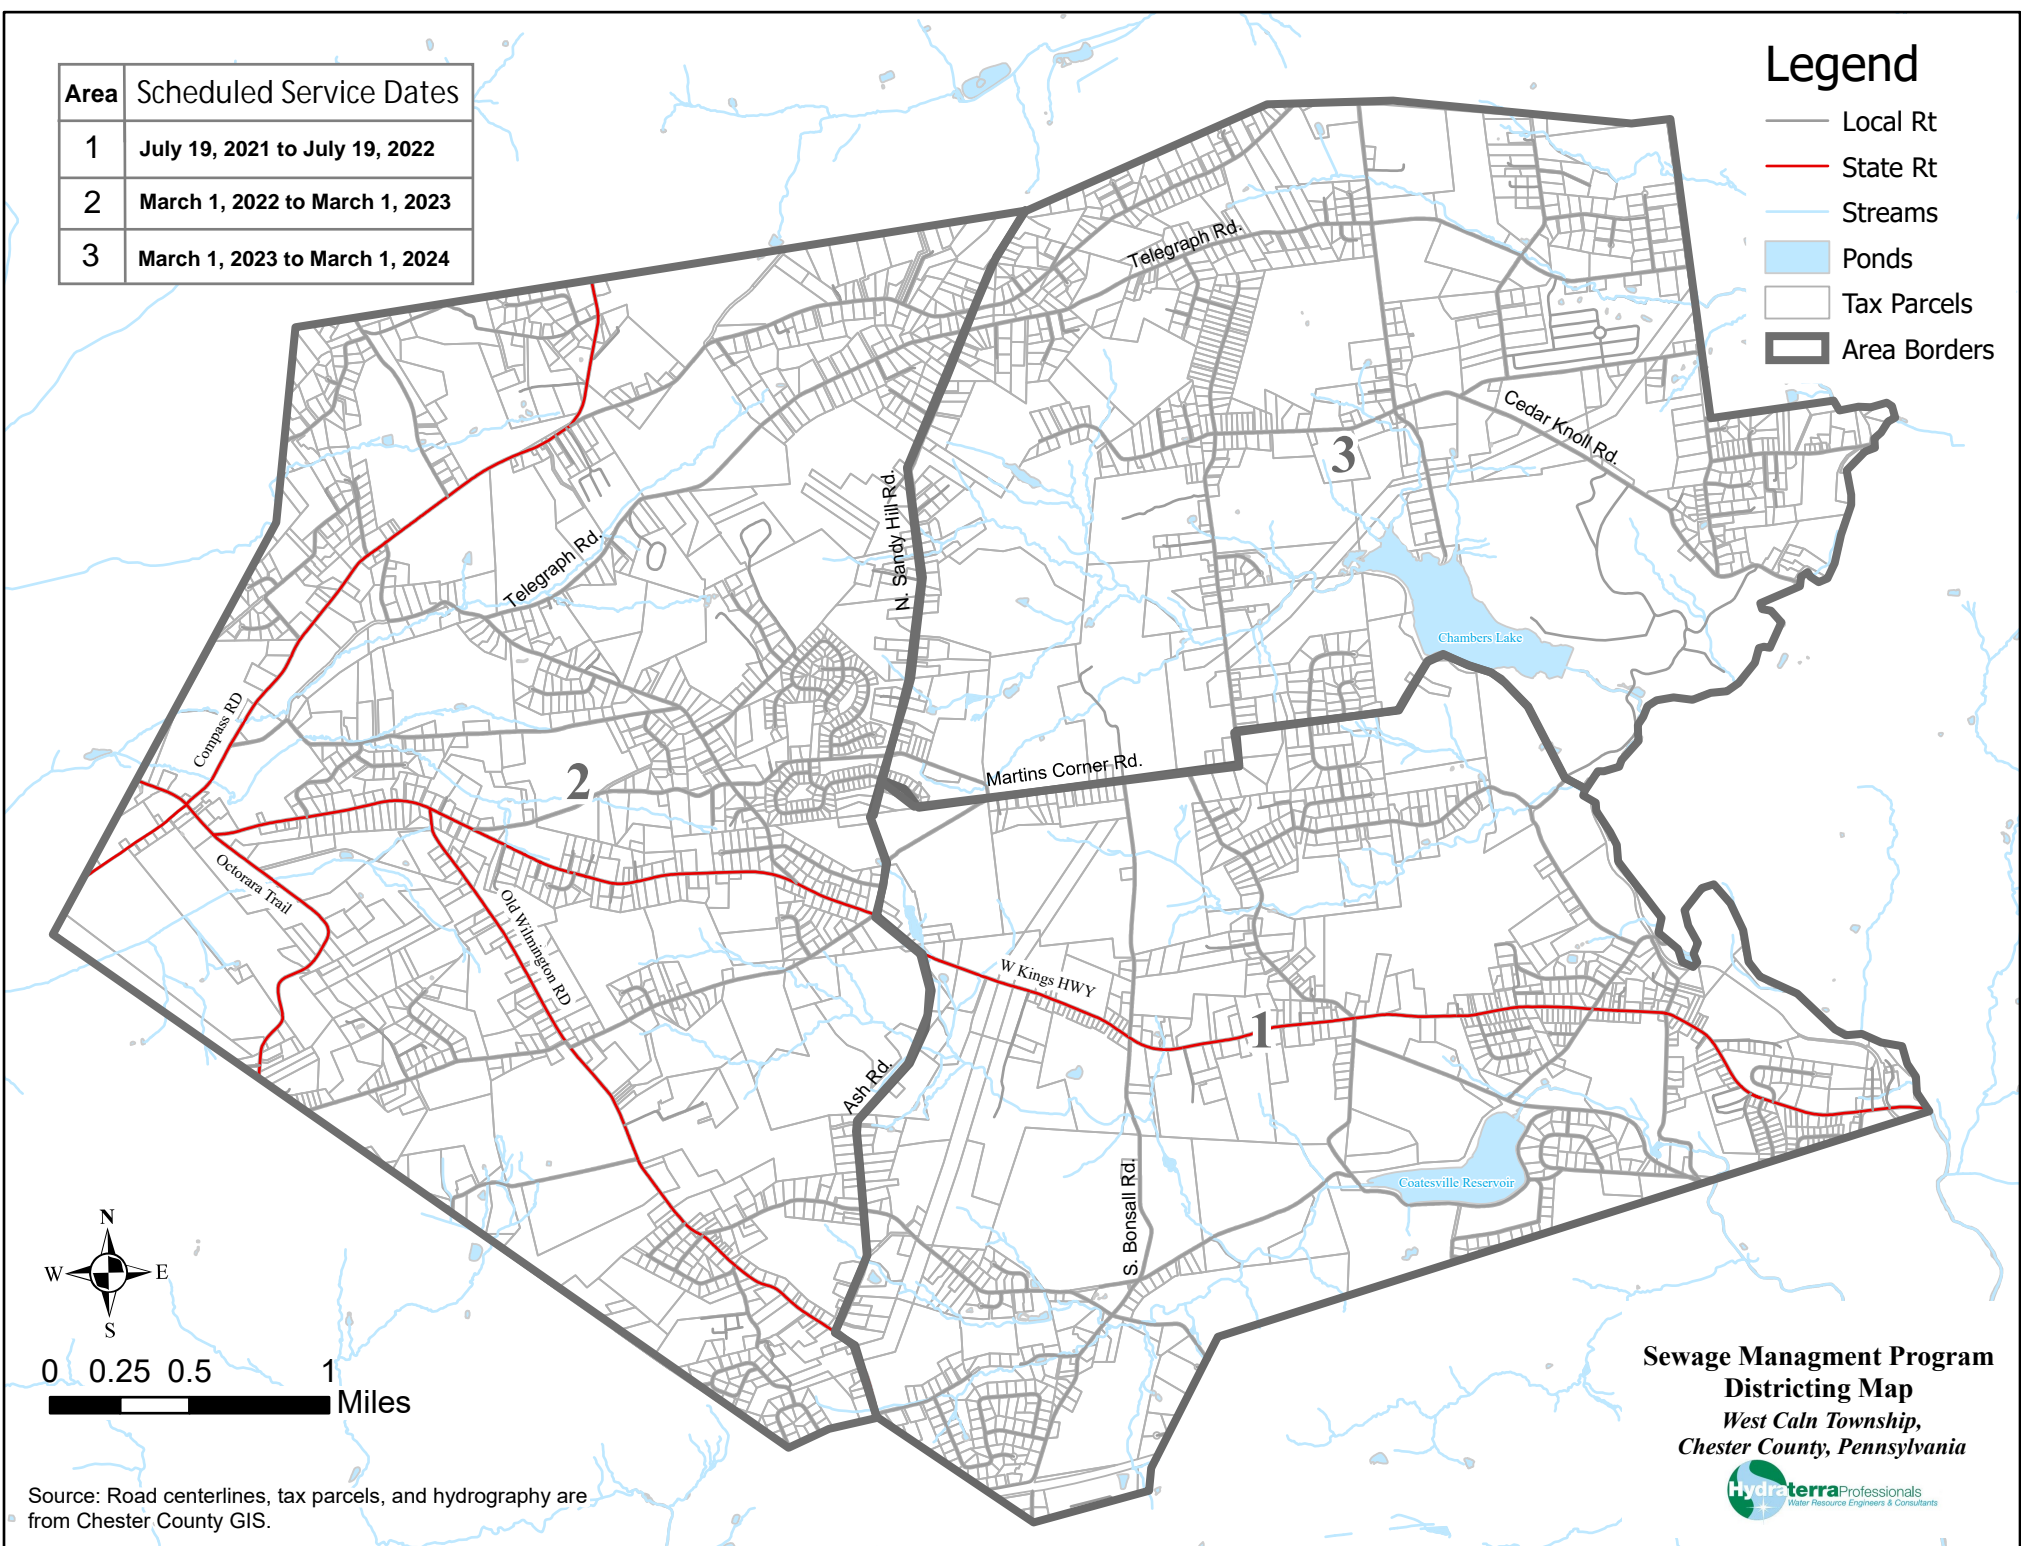 Area Scheduled Service Dates
1 July 19, 2021 to July 19, 2022
2 March 1, 2022 to March 1, 2023
3 March 1, 2023 to March 1, 2024
Legend
Local Rt
State Rt
Streams
Ponds
Tax Parcels
Area Borders
Telegraph Rd.
Cedar Knoll Rd.
3
N. Sandy Hill Rd.
Telegraph Rd.
Chambers Lake
Compass RD
Martins Corner Rd.
2
Octorara Trail
Old Wilmington RD
W Kings HWY
1
Ash Rd.
S. Bonsall Rd.
Coatesville Reservoir
N
W E
S
0 0.25 0.5 1
Miles
Sewage Managment Program
Districting Map
West Caln Township,
Chester County, Pennsylvania
HydraterraProfessionals
Water Resource Engineers & Consultants
Source: Road centerlines, tax parcels, and hydrography are
from Chester County GIS.